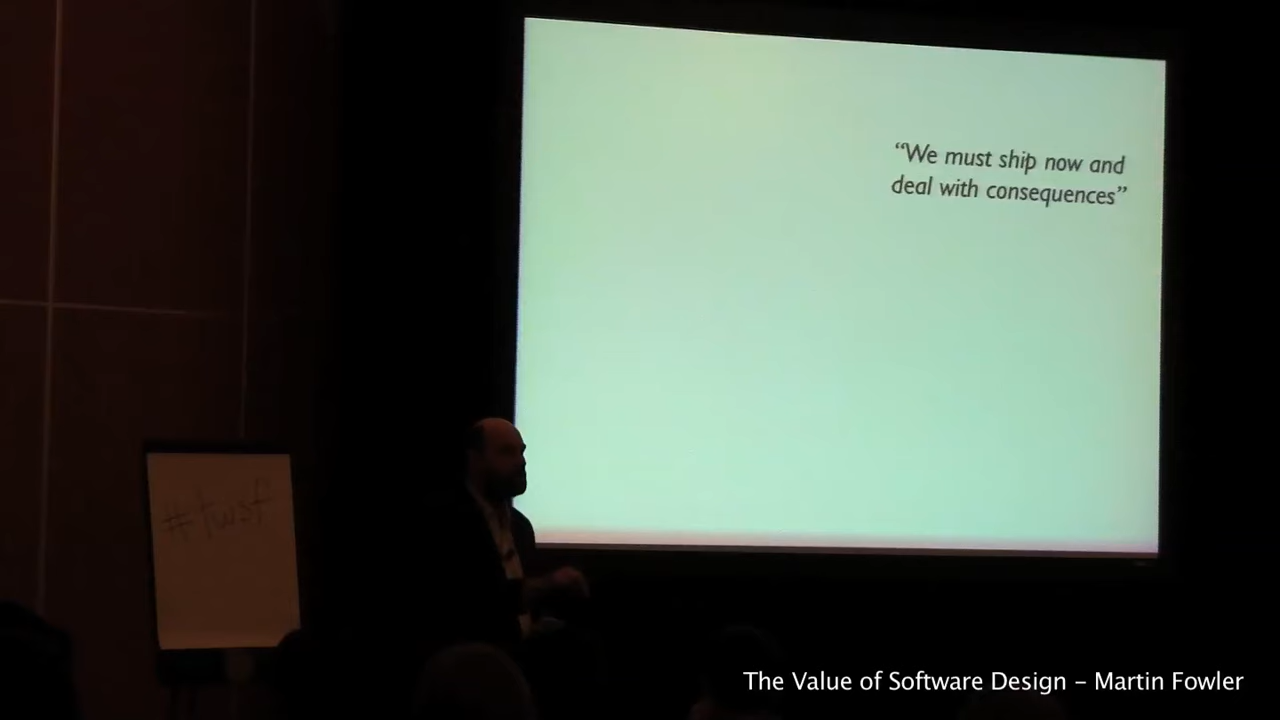 “We must ship now and
deal with consequences”
#twsf
The Value of Software Design – Martin Fowler